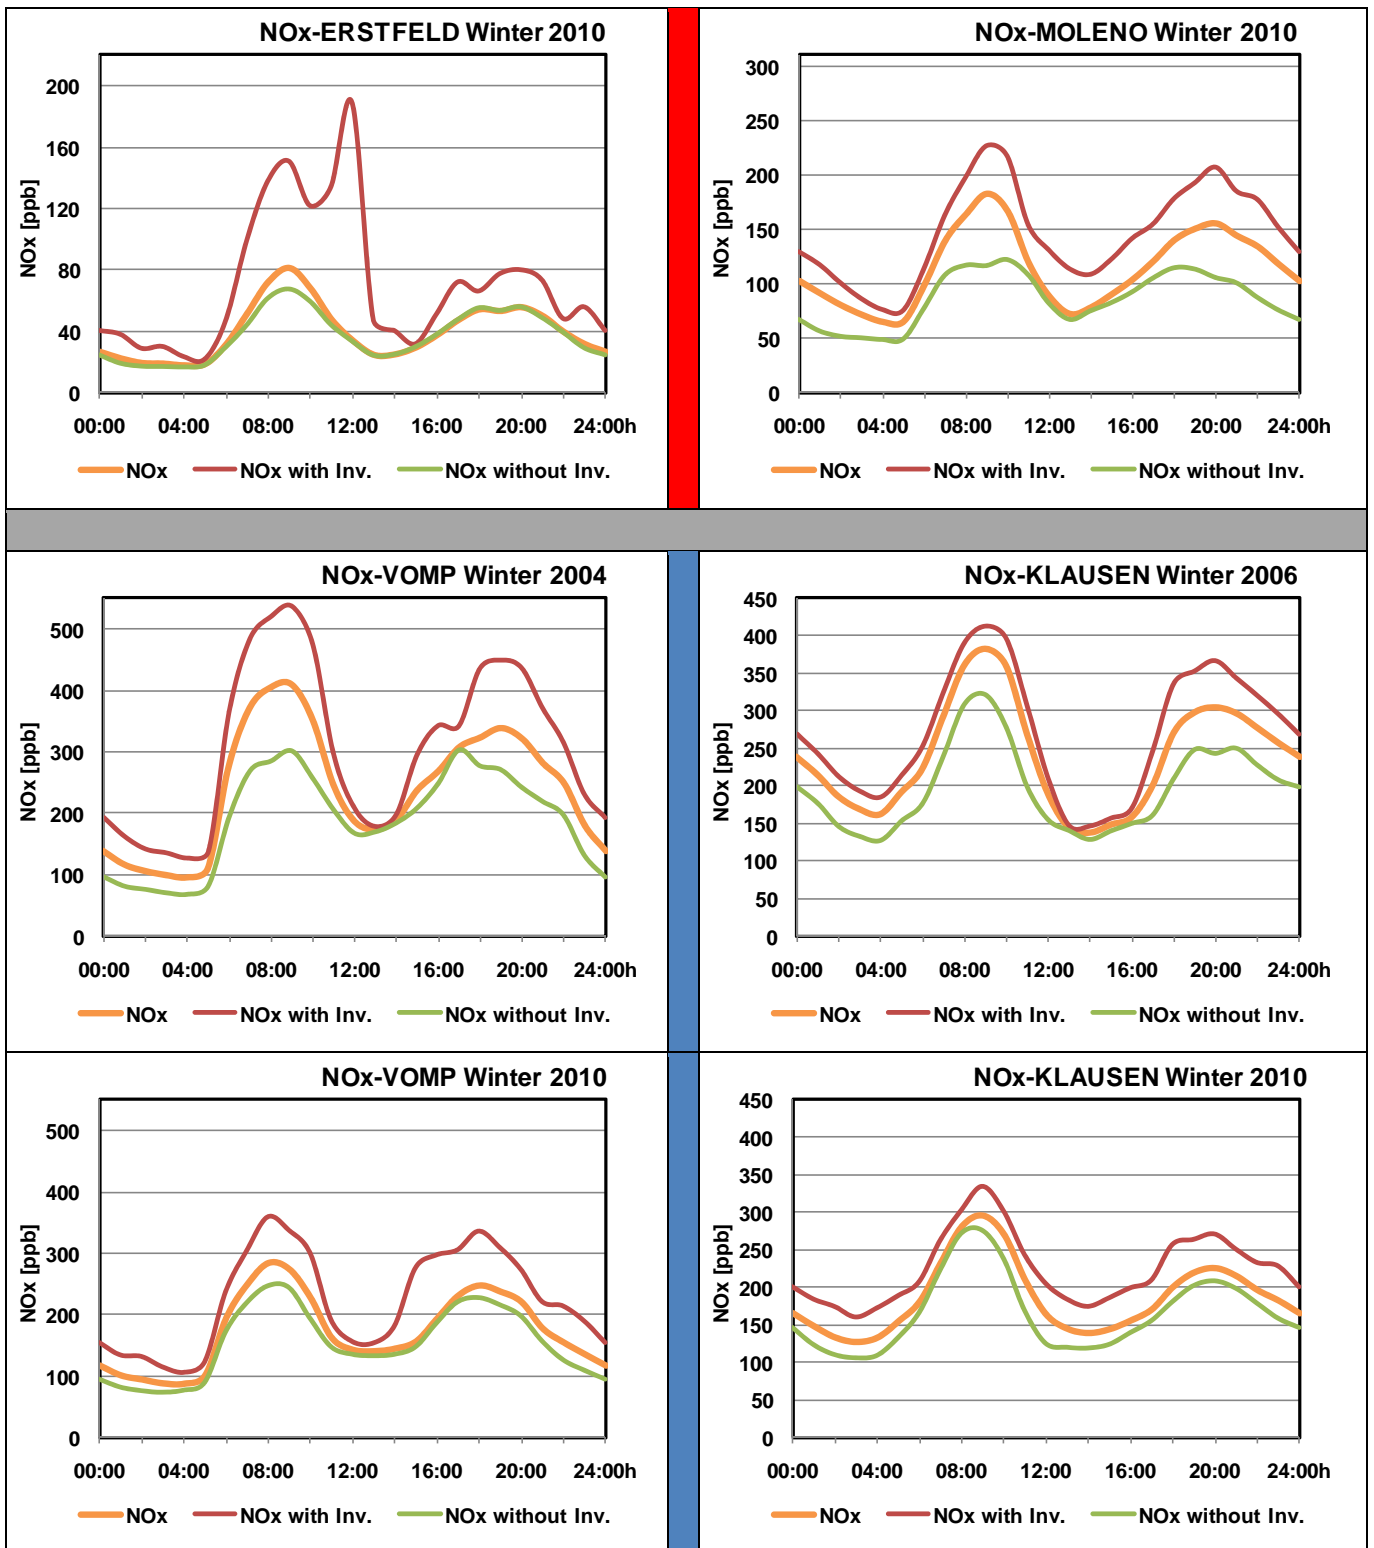 NOx-ERSTFELD Winter 2010
NOx [ppb]
200
160
120
80
40
0
00:00 04:00 08:00 12:00 16:00 20:00 24:00h
NOx NOx with Inv. NOx without Inv.
NOx-MOLENO Winter 2010
NOx [ppb]
300
250
200
150
100
50
0
00:00 04:00 08:00 12:00 16:00 20:00 24:00h
NOx NOx with Inv. NOx without Inv.
NOx-VOMP Winter 2004
NOx [ppb]
500
400
300
200
100
0
00:00 04:00 08:00 12:00 16:00 20:00 24:00h
NOx NOx with Inv. NOx without Inv.
NOx-KLAUSEN Winter 2006
NOx [ppb]
450
400
350
300
250
200
150
100
50
0
00:00 04:00 08:00 12:00 16:00 20:00 24:00h
NOx NOx with Inv. NOx without Inv.
NOx-VOMP Winter 2010
NOx [ppb]
500
400
300
200
100
0
00:00 04:00 08:00 12:00 16:00 20:00 24:00h
NOx NOx with Inv. NOx without Inv.
NOx-KLAUSEN Winter 2010
NOx [ppb]
450
400
350
300
250
200
150
100
50
0
00:00 04:00 08:00 12:00 16:00 20:00 24:00h
NOx NOx with Inv. NOx without Inv.